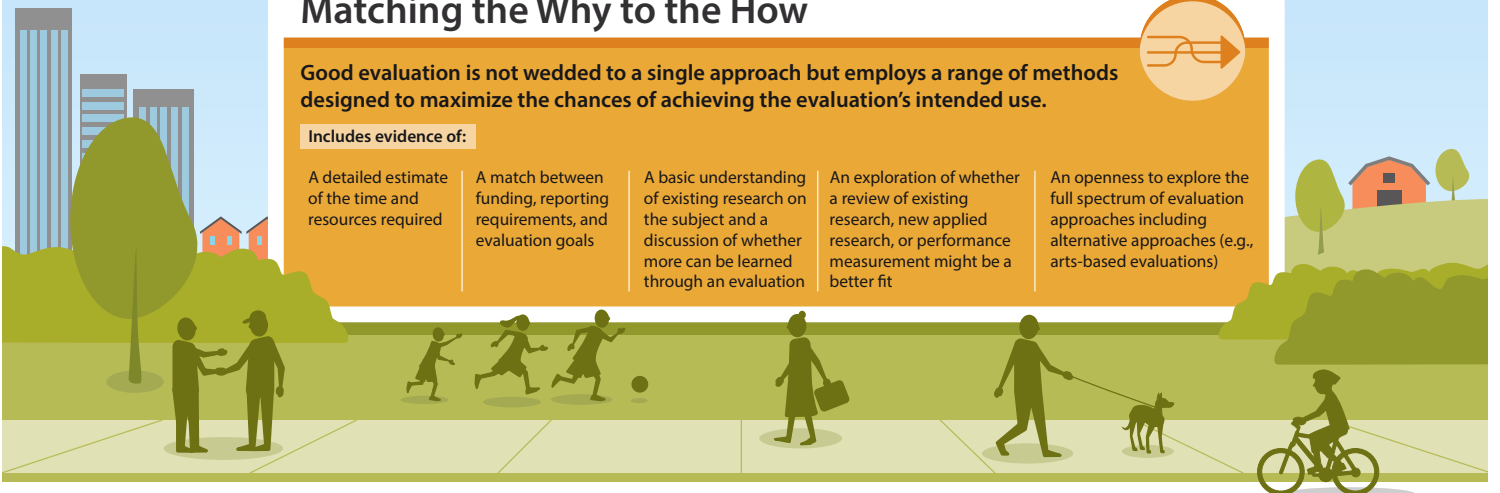 Matching the Why to the How
Good evaluation is not wedded to a single approach but employs a range of methods
designed to maximize the chances of achieving the evaluation’s intended use.
Includes evidence of:
A detailed estimate
of the time and
resources required
A match between
funding, reporting
requirements, and
evaluation goals
A basic understanding
of existing research on
the subject and a
discussion of whether
more can be learned
through an evaluation
An exploration of whether
a review of existing
research, new applied
research, or performance
measurement might be a
better fit
An openness to explore the
full spectrum of evaluation
approaches including
alternative approaches (e.g.,
arts-based evaluations)